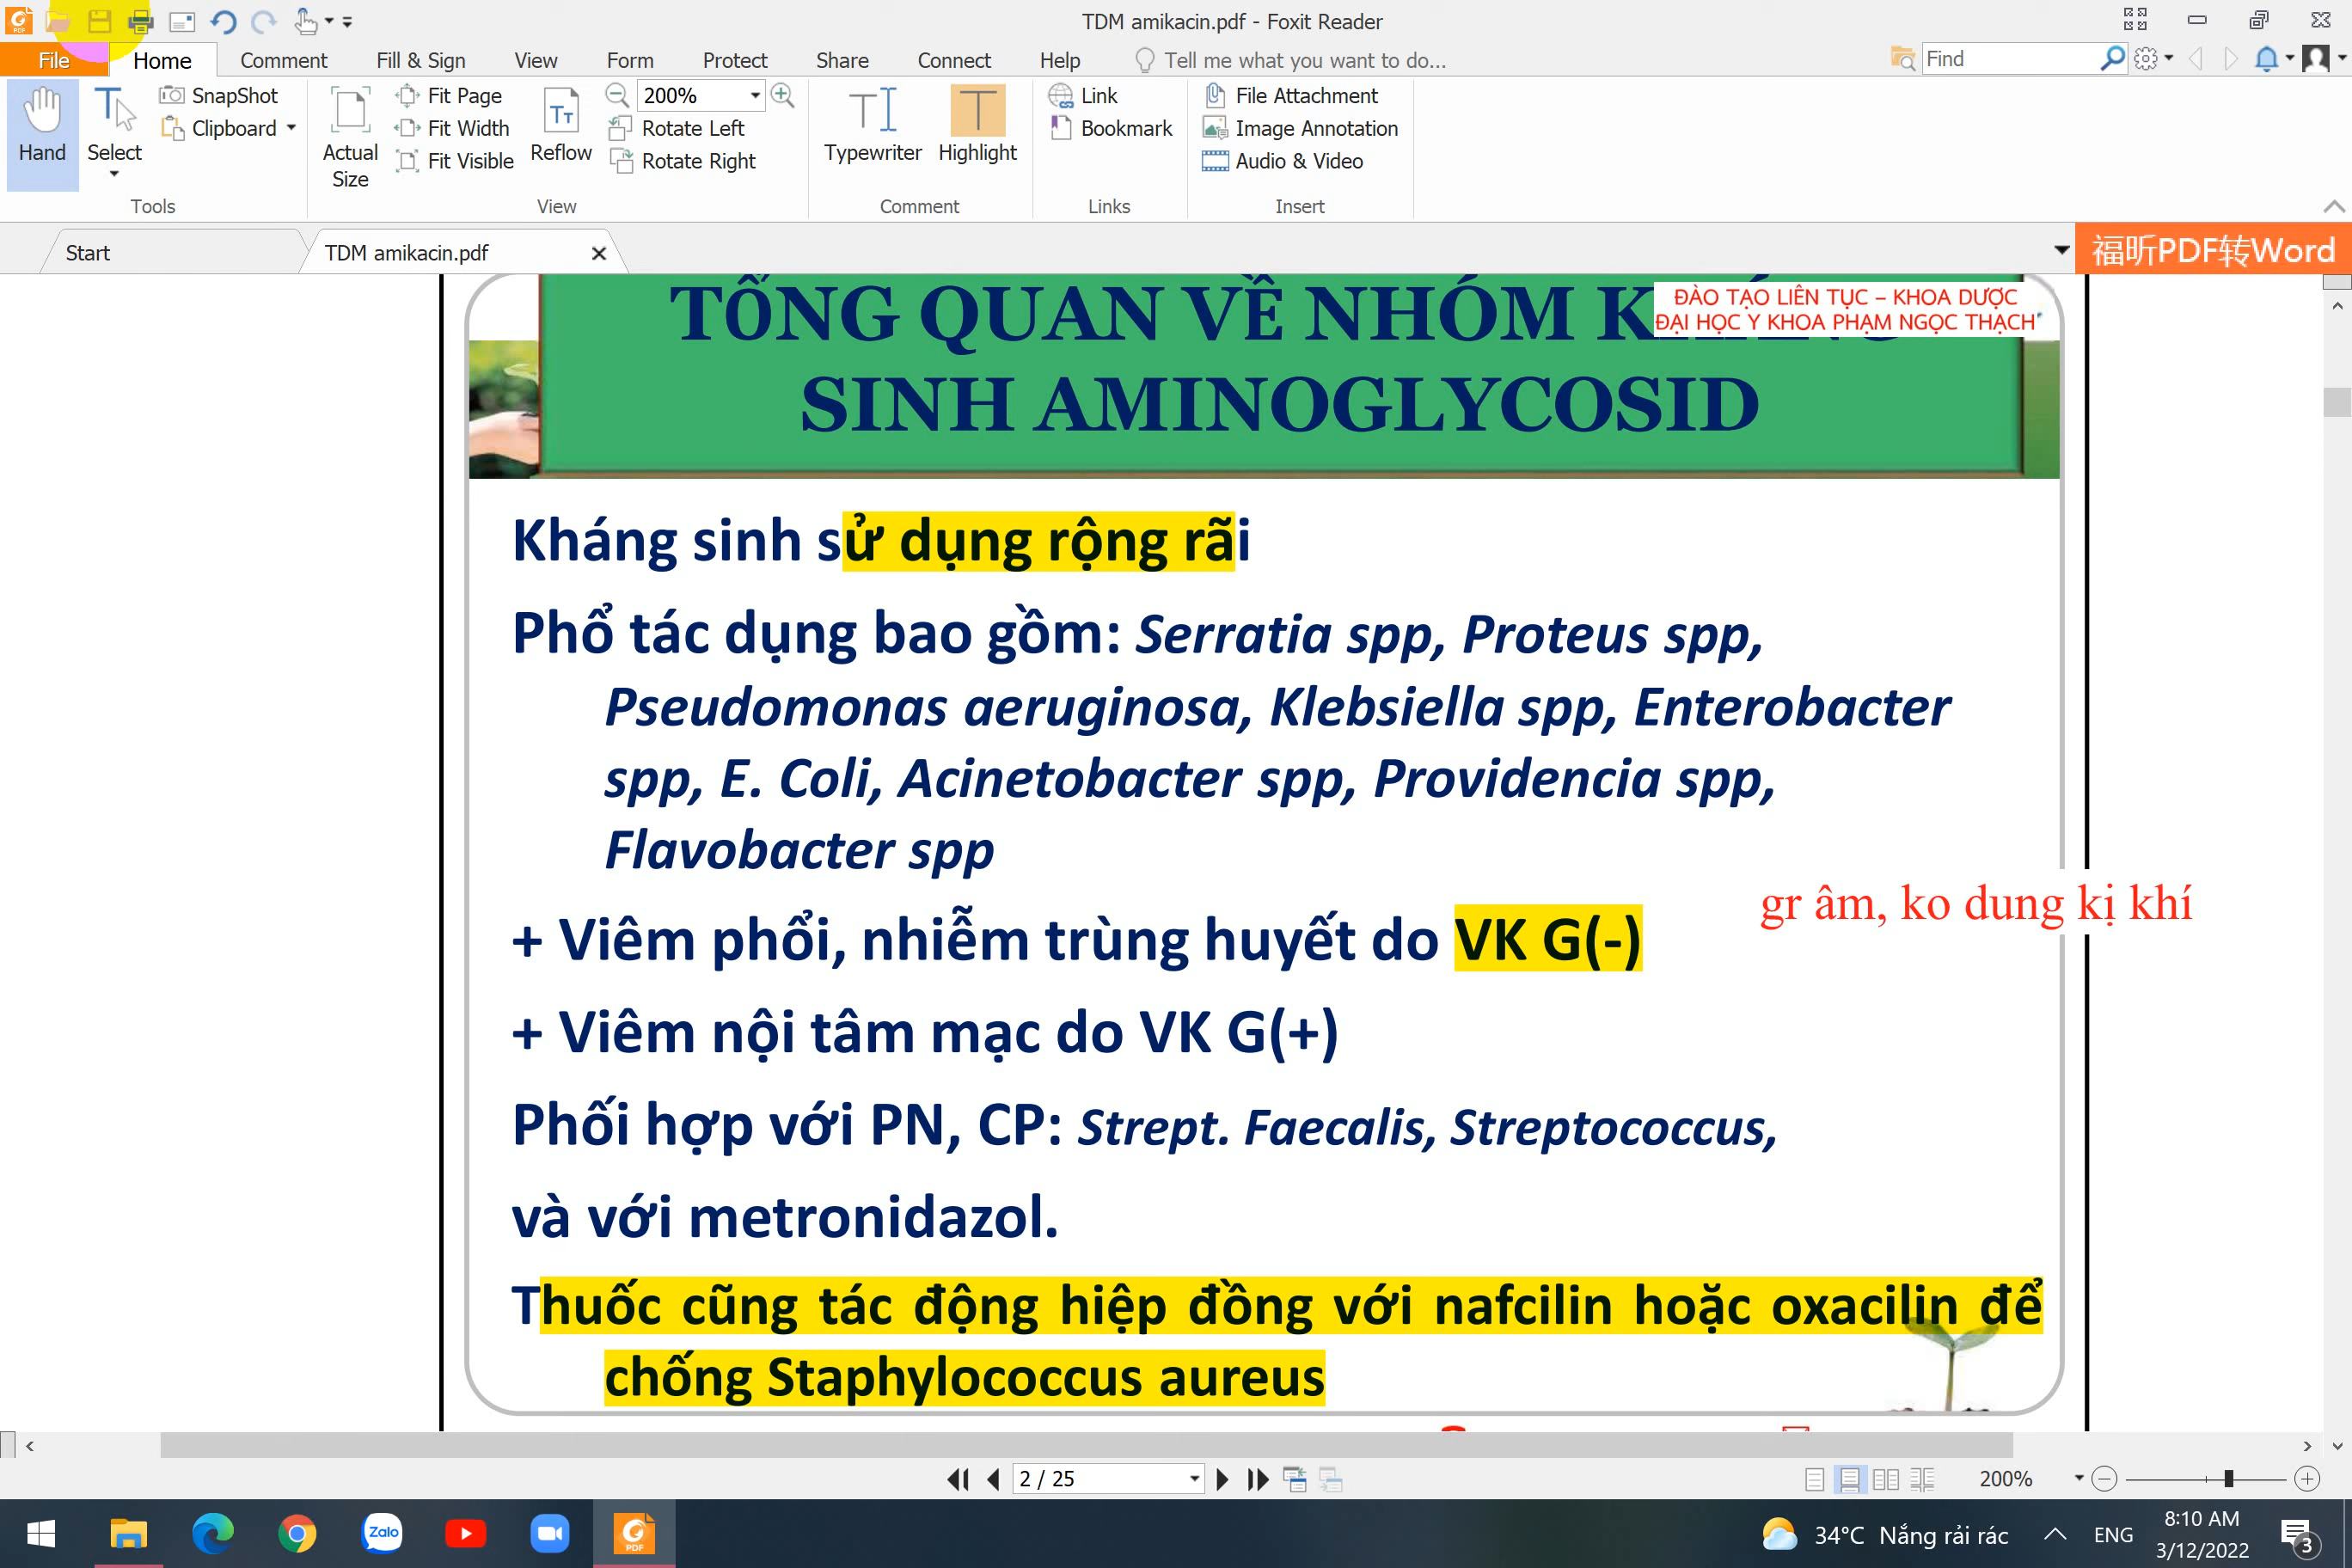 TDM amikacin.pdf - Foxit Reader
File Home Comment Fill & Sign View Form Protect Share Connect Help Tell me what you want to do... Find
Hand Select SnapShot Clipboard Actual Size Fit Page Fit Width Fit Visible Reflow 200% Rotate Left Rotate Right Typewriter Highlight Link Bookmark File Attachment Image Annotation Audio & Video
Tools View Comment Links Insert
Start TDM amikacin.pdf 福昕PDF转Word
TỔNG QUAN VỀ NHÓM
ĐÀO TẠO LIÊN TỤC – KHOA DƯỢC
ĐẠI HỌC Y KHOA PHẠM NGỌC THẠCH
SINH AMINOGLYCOSID
Kháng sinh sử dụng rộng rãi
Phổ tác dụng bao gồm: Serratia spp, Proteus spp,
Pseudomonas aeruginosa, Klebsiella spp, Enterobacter
spp, E. Coli, Acinetobacter spp, Providencia spp,
Flavobacter spp
gr âm, ko dung kị khí
+ Viêm phổi, nhiễm trùng huyết do VK G(-)
+ Viêm nội tâm mạc do VK G(+)
Phối hợp với PN, CP: Strept. Faecalis, Streptococcus,
và với metronidazol.
Thuốc cũng tác động hiệp đồng với nafcilin hoặc oxacilin để
chống Staphylococcus aureus
2 / 25 200%
Zalo PDF 34°C Nắng rải rác ENG 8:10 AM
3/12/2022 3